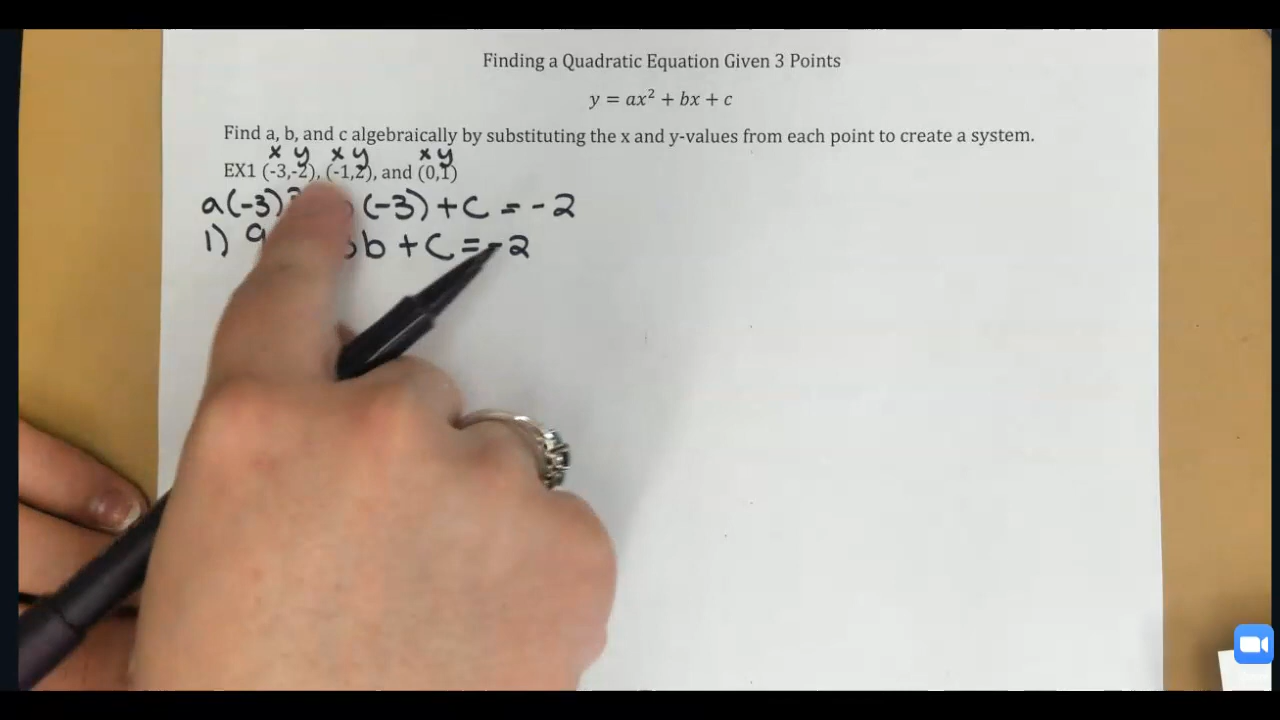 Finding a Quadratic Equation Given 3 Points
y = ax² + bx + c
Find a, b, and c algebraically by substituting the x and y-values from each point to create a system.
x y x y x y
EX1 (-3,-2), (-1,2), and (0,1)
a(-3) (-3) + c = -2
1) b + c = -2